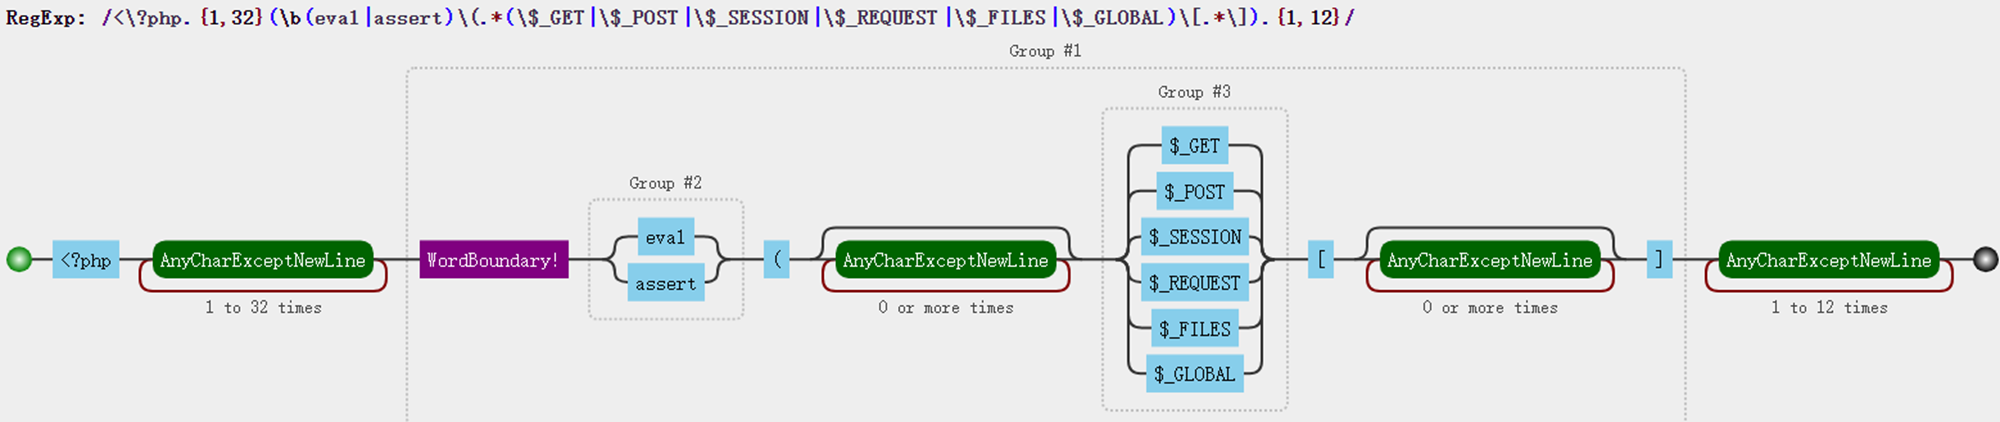 RegExp: /<\?php.{1,32}(\b(eval|assert)\(.*(\$_GET|\$_POST|\$_SESSION|\$_REQUEST|\$_FILES|\$_GLOBAL)\[.*\]).{1,12}/
Group #1
Group #3
$_GET
Group #2
$_POST
eval
$_SESSION
<?php AnyCharExceptNewLine WordBoundary! ( AnyCharExceptNewLine [ AnyCharExceptNewLine ] AnyCharExceptNewLine
assert
$_REQUEST
1 to 32 times 0 or more times 0 or more times 1 to 12 times
$_FILES
$_GLOBAL